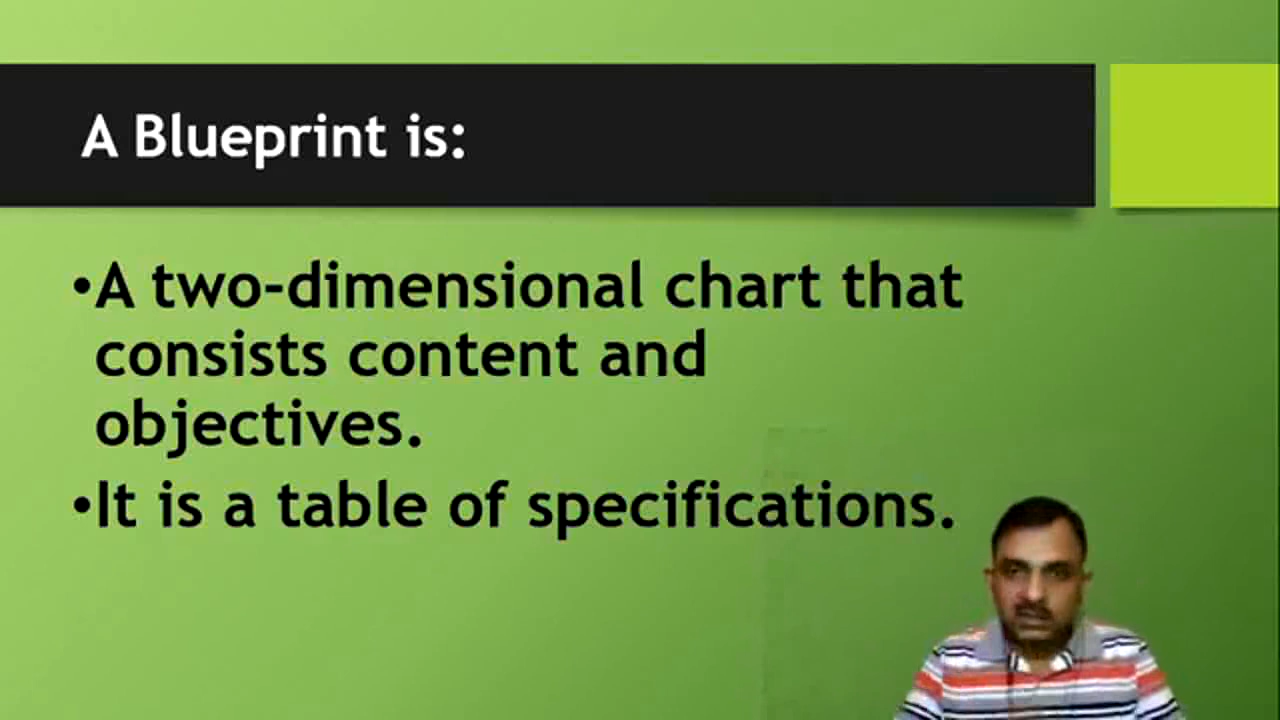 A Blueprint is:
•A two-dimensional chart that
consists content and
objectives.
•It is a table of specifications.